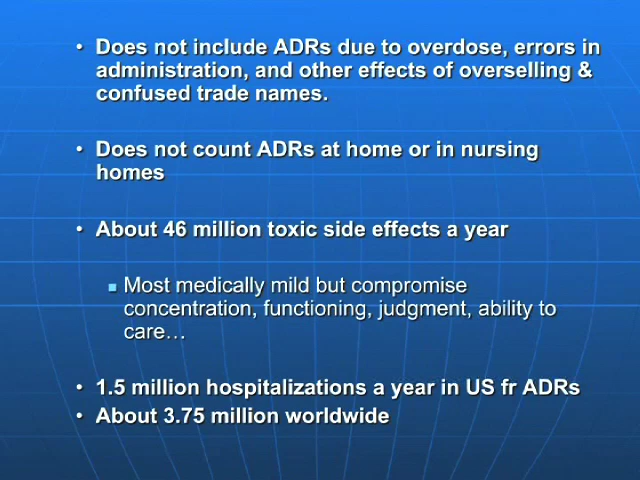 • Does not include ADRs due to overdose, errors in
administration, and other effects of overselling &
confused trade names.
• Does not count ADRs at home or in nursing
homes
• About 46 million toxic side effects a year
■ Most medically mild but compromise
concentration, functioning, judgment, ability to
care…
• 1.5 million hospitalizations a year in US fr ADRs
• About 3.75 million worldwide